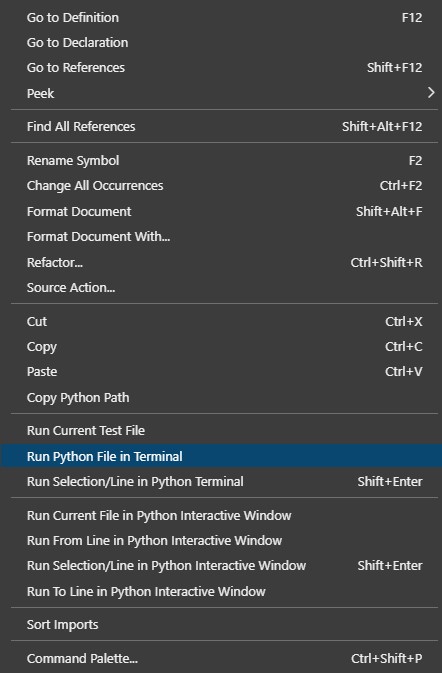 Go to Definition F12
Go to Declaration
Go to References Shift+F12
Peek
Find All References Shift+Alt+F12
Rename Symbol F2
Change All Occurrences Ctrl+F2
Format Document Shift+Alt+F
Format Document With...
Refactor... Ctrl+Shift+R
Source Action...
Cut Ctrl+X
Copy Ctrl+C
Paste Ctrl+V
Copy Python Path
Run Current Test File
Run Python File in Terminal
Run Selection/Line in Python Terminal Shift+Enter
Run Current File in Python Interactive Window
Run From Line in Python Interactive Window
Run Selection/Line in Python Interactive Window Shift+Enter
Run To Line in Python Interactive Window
Sort Imports
Command Palette... Ctrl+Shift+P